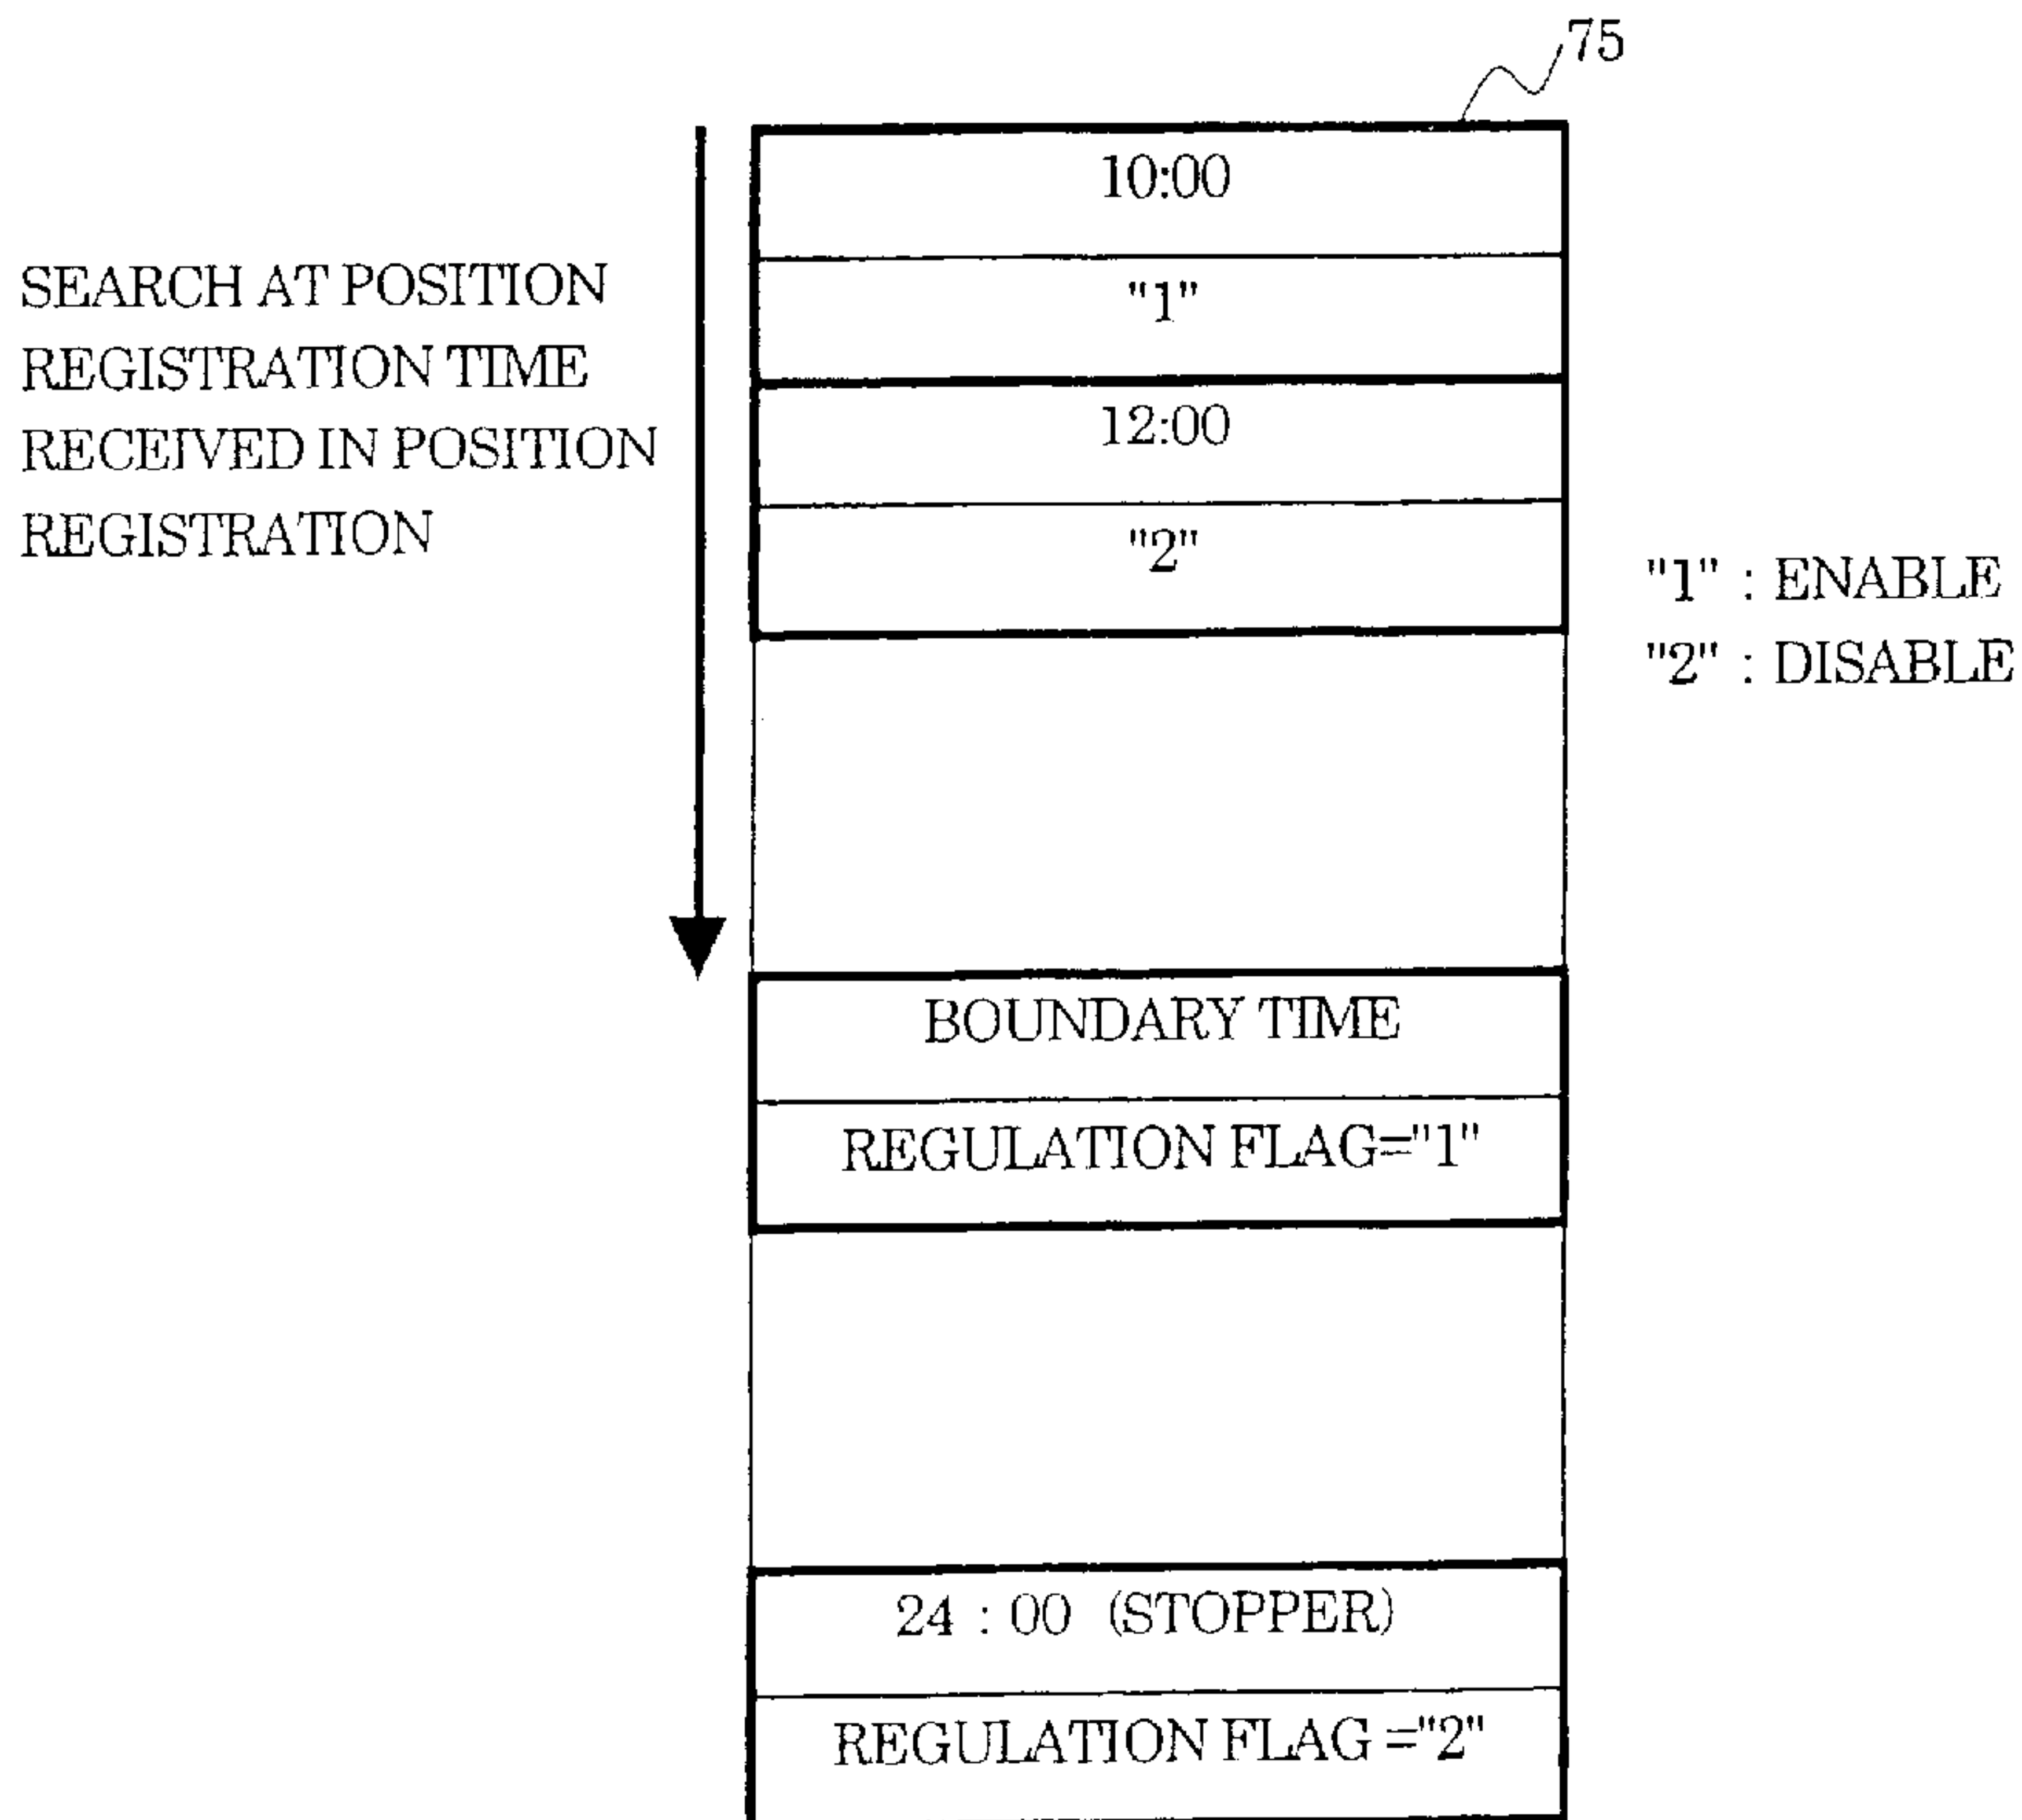 75
10:00
"1"
SEARCH AT POSITION
REGISTRATION TIME
RECEIVED IN POSITION
REGISTRATION
12:00
"2"
"1" : ENABLE
"2" : DISABLE
BOUNDARY TIME
REGULATION FLAG="1"
24 : 00 (STOPPER)
REGULATION FLAG ="2"